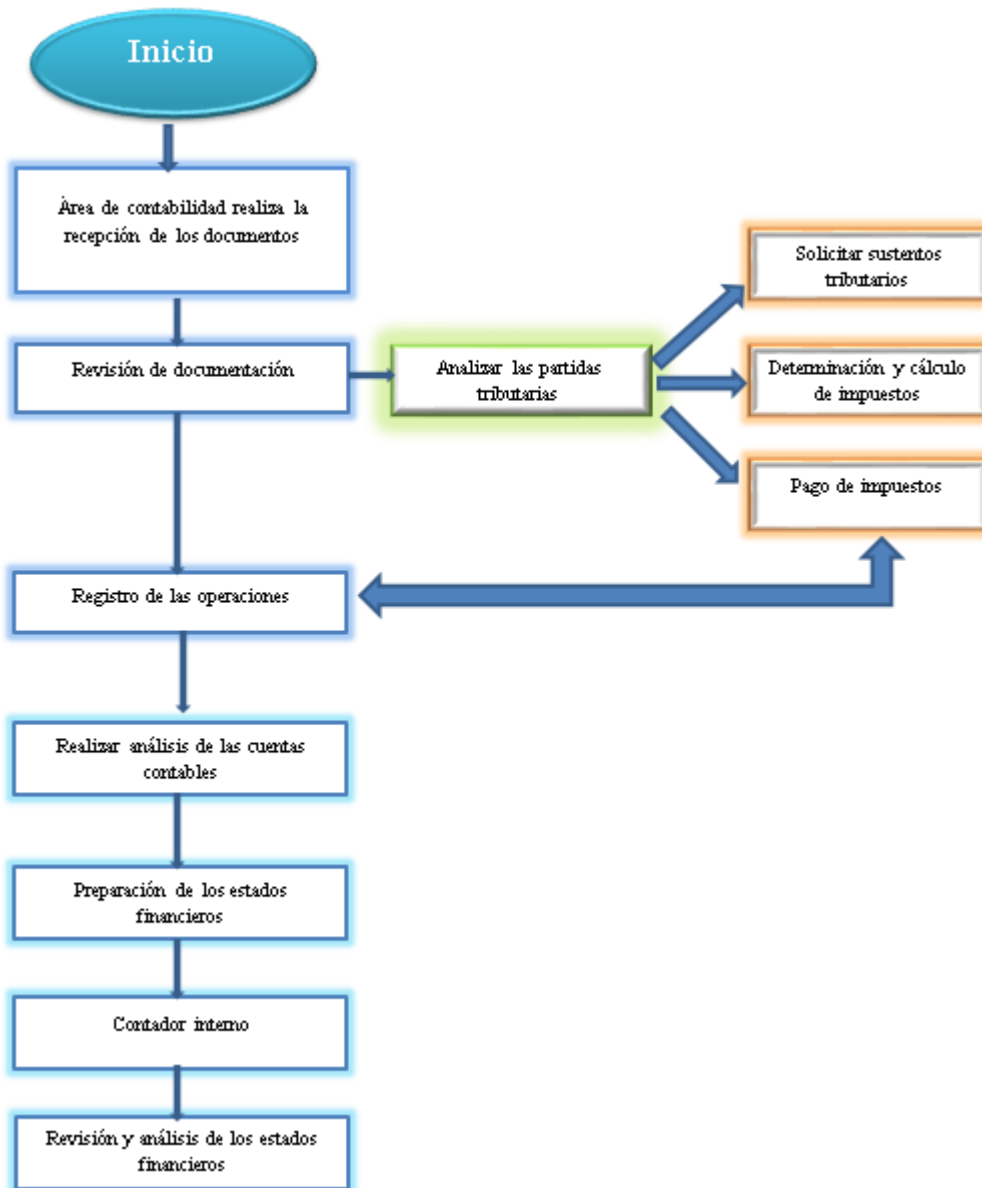 Inicio
Área de contabilidad realiza la
recepción de los documentos
Revisión de documentación
Analizar las partidas
tributarias
Solicitar sustentos
tributarios
Determinación y cálculo
de impuestos
Pago de impuestos
Registro de las operaciones
Realizar análisis de las cuentas
contables
Preparación de los estados
financieros
Contador interno
Revisión y análisis de los estados
financieros